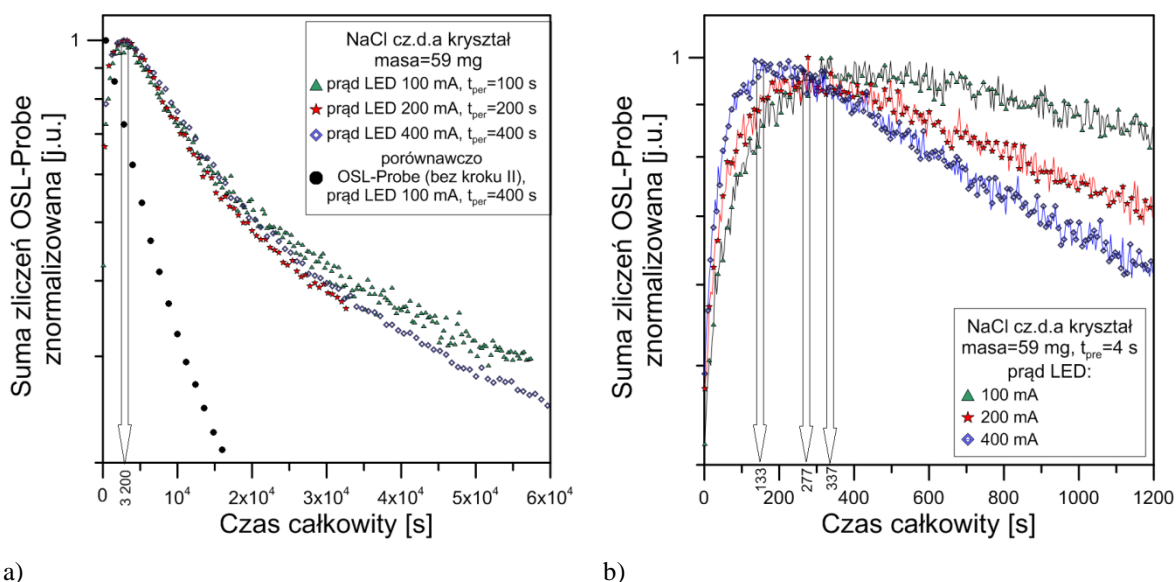 NaCl cz.d.a kryształ
masa=59 mg
prąd LED 100 mA, tper=100 s
prąd LED 200 mA, tper=200 s
prąd LED 400 mA, tper=400 s
porównawczo
OSL-Probe (bez kroku II),
prąd LED 100 mA, tper=400 s
Suma zliczeń OSL-Probe
znormalizowana [j.u.]
1
0
3 200
10⁴
2x10⁴
3x10⁴
4x10⁴
5x10⁴
6x10⁴
Czas całkowity [s]
a)
Suma zliczeń OSL-Probe
znormalizowana [j.u.]
1
NaCl cz.d.a kryształ
masa=59 mg, tpre=4 s
prąd LED:
100 mA
200 mA
400 mA
0
133
200
277
337
400
600
800
1000
1200
Czas całkowity [s]
b)